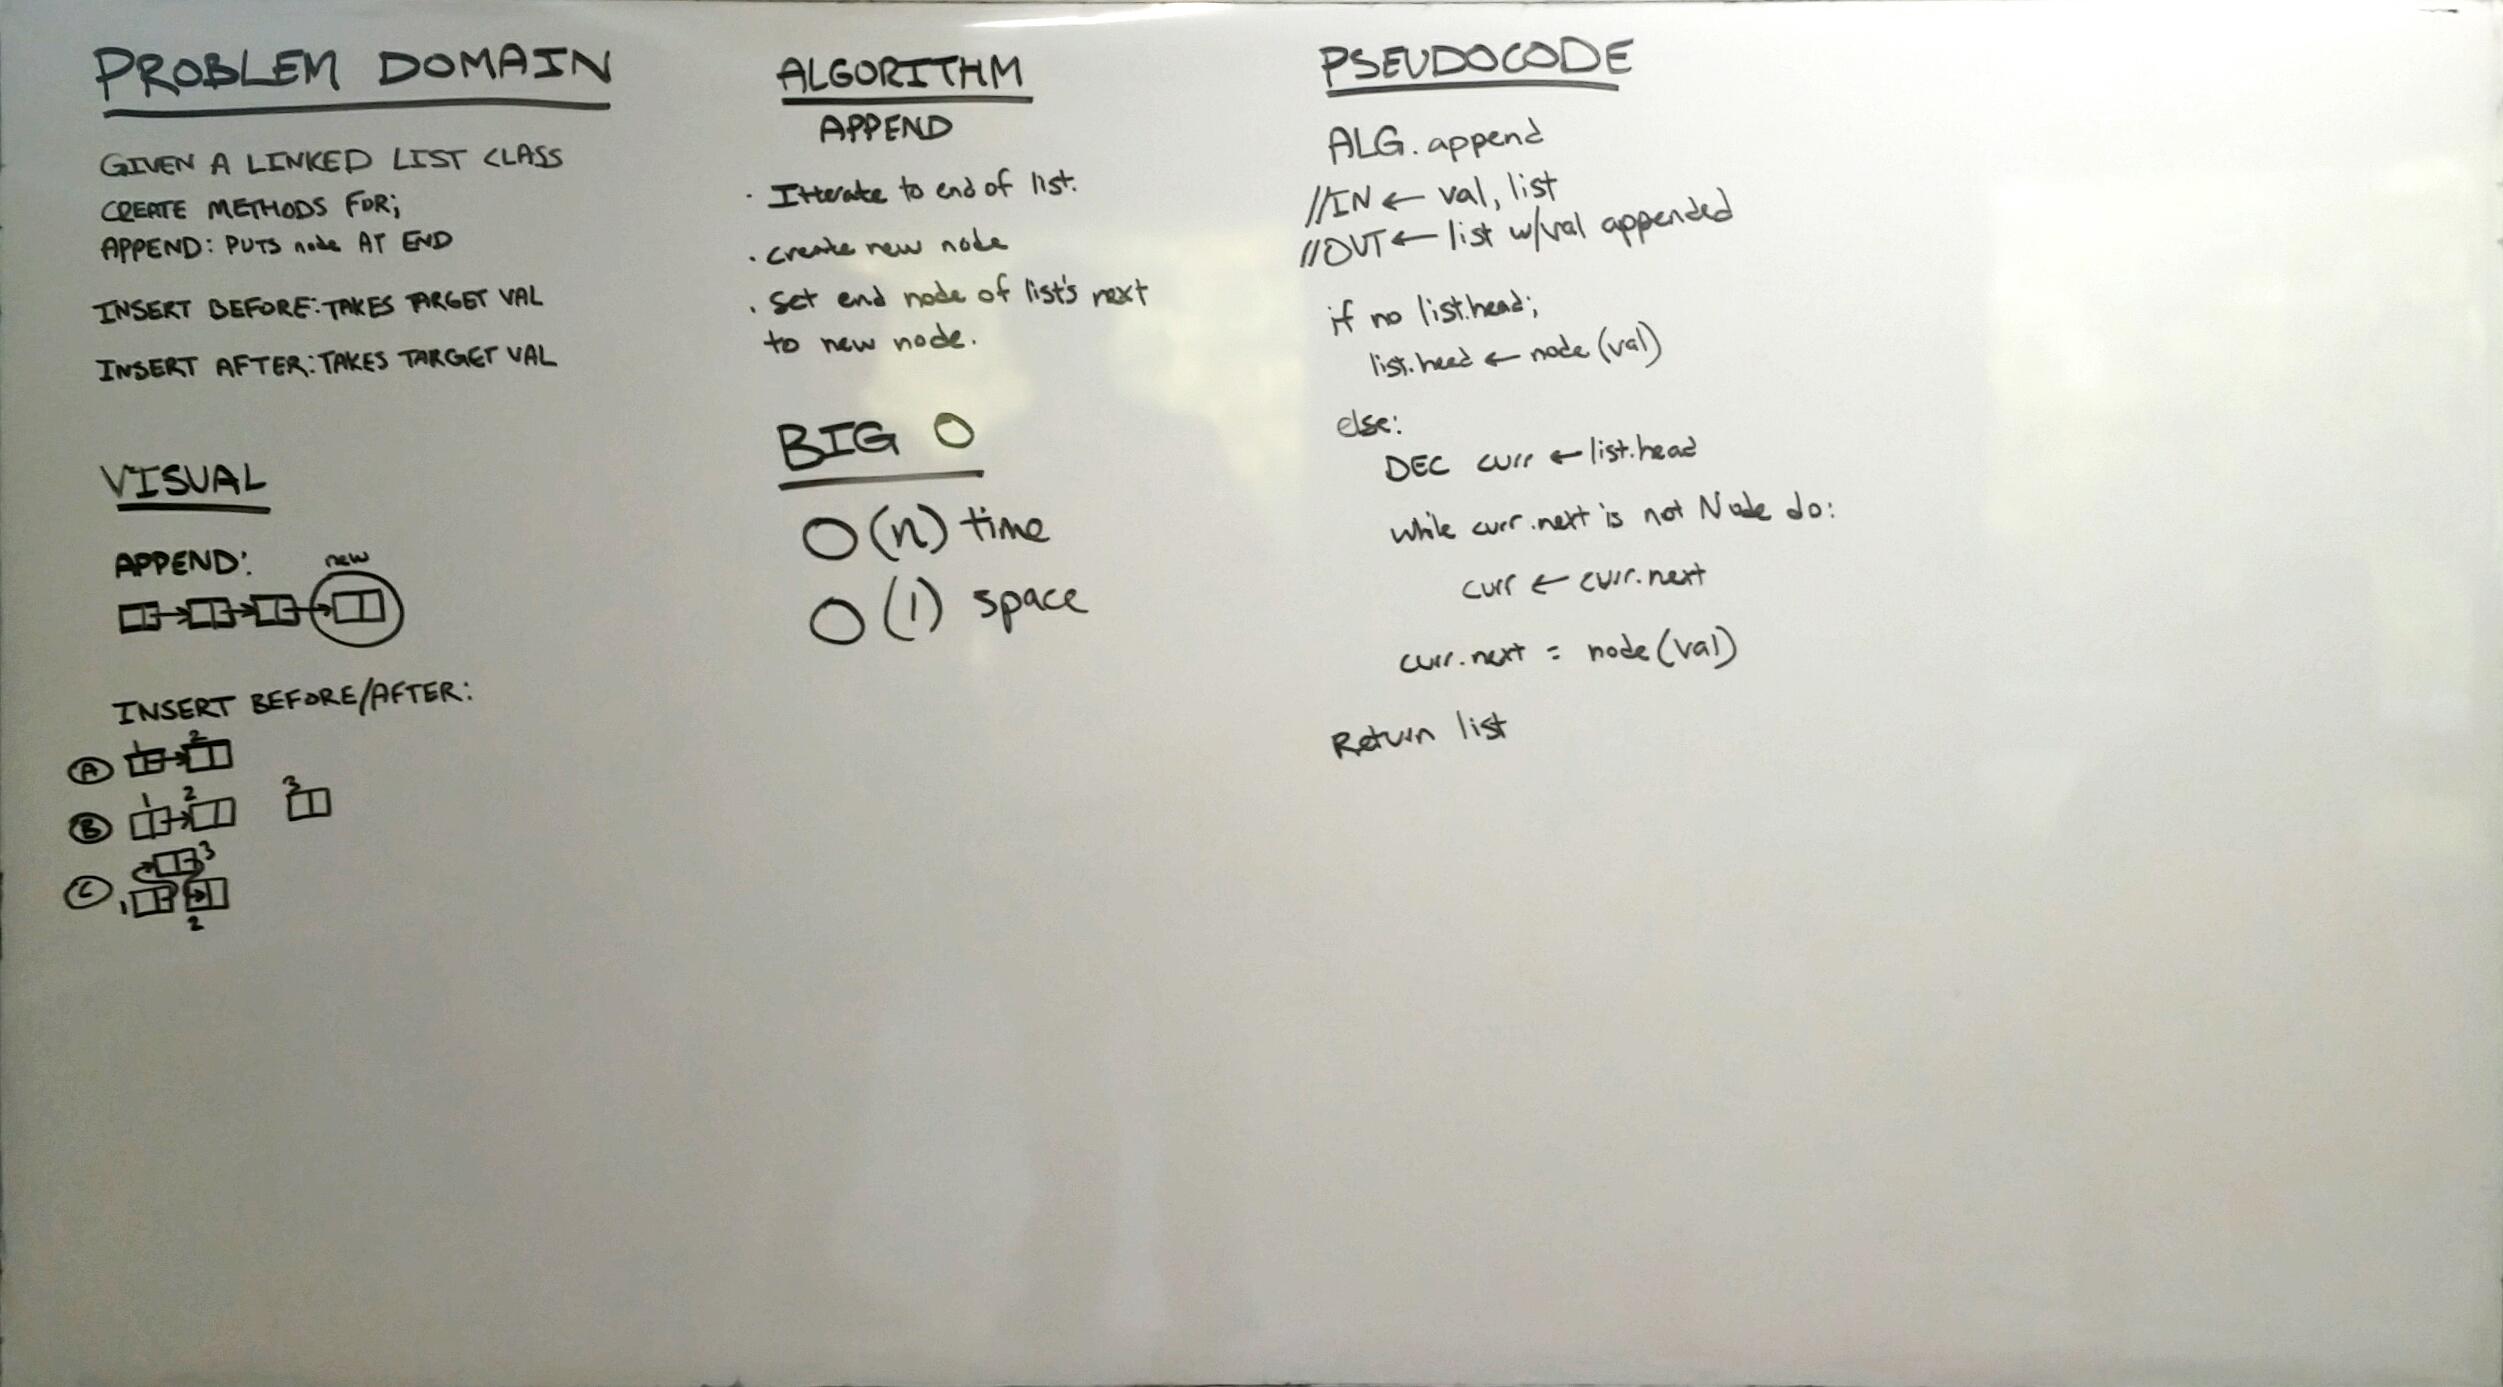 PROBLEM DOMAIN
GIVEN A LINKED LIST CLASS
CREATE METHODS FOR;
APPEND: PUTS node AT END
INSERT BEFORE: TAKES TARGET VAL
INSERT AFTER: TAKES TARGET VAL
VISUAL
APPEND:
new
INSERT BEFORE/AFTER:
A 1 2
B 1 2 3
C 3
1
2
ALGORITHM
APPEND
· Itterate to end of list.
· create new node
· Set end node of list's next
to new node.
BIG O
O(n) time
O(1) space
PSEUDOCODE
ALG. append
//IN ← val, list
//OUT ← list w/val appended
if no list.head;
list.head ← node (val)
else:
DEC curr ← list.head
while curr.next is not Node do:
curr ← curr.next
curr.next = node (val)
Return list